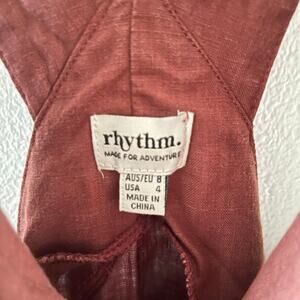 rhythm.
MADE FOR ADVENTURE
AUS/EU 8
USA 4
MADE IN
CHINA